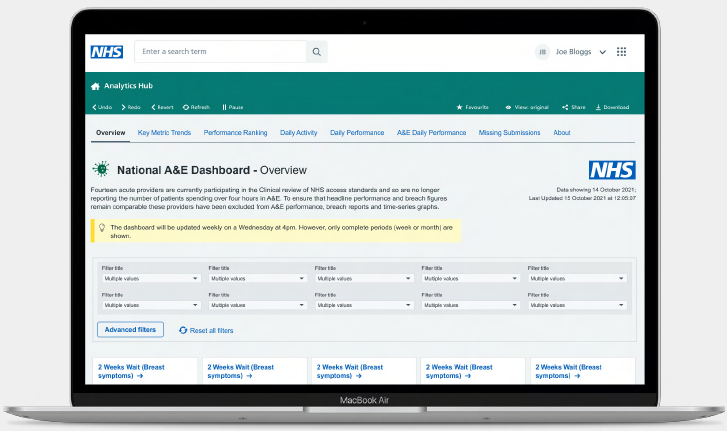 NHS
Enter a search term
JB
Joe Bloggs
Analytics Hub
Undo Redo Revert Refresh Pause
Favourite View: original Share Download
Overview Key Metric Trends Performance Ranking Daily Activity Daily Performance A&E Daily Performance Missing Submissions About
National A&E Dashboard - Overview
NHS
Fourteen acute providers are currently participating in the Clinical review of NHS access standards and so are no longer
reporting the number of patients spending over four hours in A&E. To ensure that headline performance and breach figures
remain comparable these providers have been excluded from A&E performance, breach reports and time-series graphs.
Data showing 14 October 2021;
Last Updated 15 October 2021 at 12:05:07
The dashboard will be updated weekly on a Wednesday at 4pm. However, only complete periods (week or month) are
shown.
Filter title Filter title Filter title Filter title Filter title
Multiple values Multiple values Multiple values Multiple values Multiple values
Filter title Filter title Filter title Filter title Filter title
Multiple values Multiple values Multiple values Multiple values Multiple values
Advanced filters Reset all filters
2 Weeks Wait (Breast 2 Weeks Wait (Breast 2 Weeks Wait (Breast 2 Weeks Wait (Breast 2 Weeks Wait (Breast
symptoms) → symptoms) → symptoms) → symptoms) → symptoms) →
MacBook Air